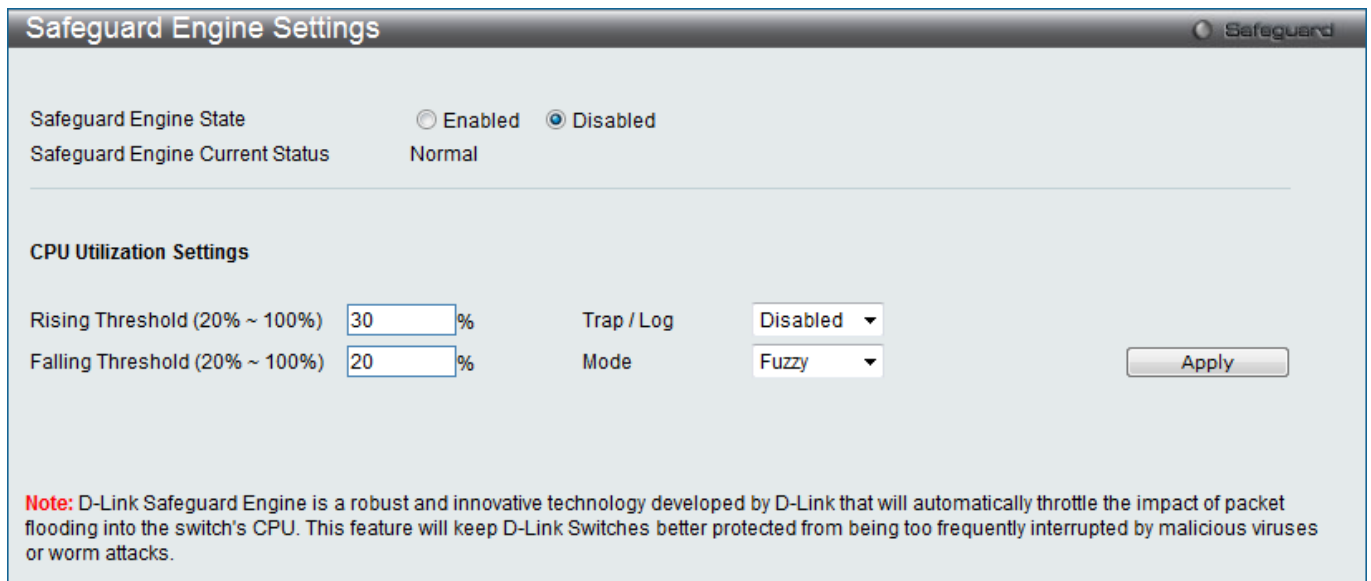 Safeguard Engine Settings
Safeguard
Safeguard Engine State Enabled Disabled
Safeguard Engine Current Status Normal
CPU Utilization Settings
Rising Threshold (20% ~ 100%) 30 % Trap / Log Disabled
Falling Threshold (20% ~ 100%) 20 % Mode Fuzzy Apply
Note: D-Link Safeguard Engine is a robust and innovative technology developed by D-Link that will automatically throttle the impact of packet
flooding into the switch's CPU. This feature will keep D-Link Switches better protected from being too frequently interrupted by malicious viruses
or worm attacks.